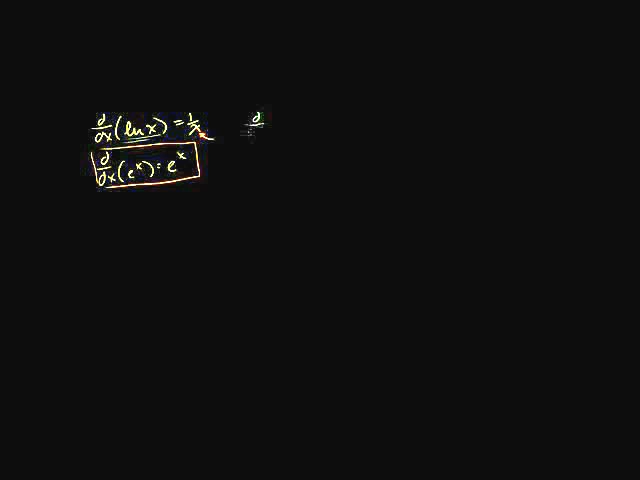 d/dx (ln x) = 1/x d
d/dx (e^x) = e^x